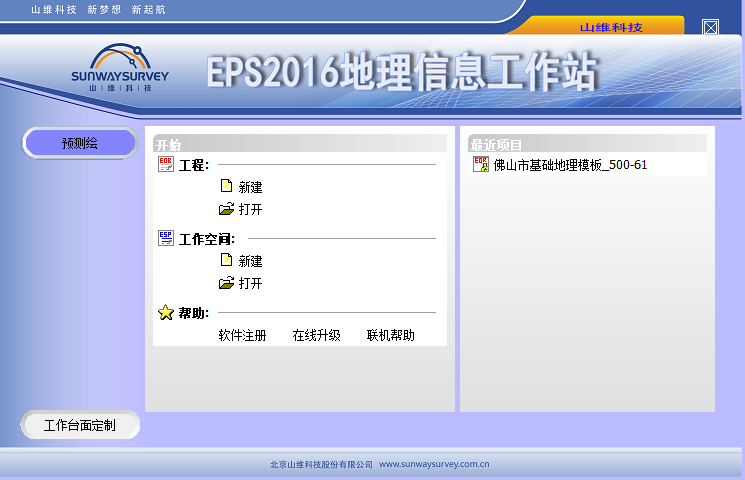 山维科技 新梦想 新起航
山维科技
SUNWAYSURVEY
山 维 科 技
EPS2016地理信息工作站
预测绘
开始
工程:
新建
打开
工作空间:
新建
打开
帮助:
软件注册 在线升级 联机帮助
最近项目
佛山市基础地理模板_500-61
工作台面定制
北京山维科技股份有限公司 www.sunwaysurvey.com.cn